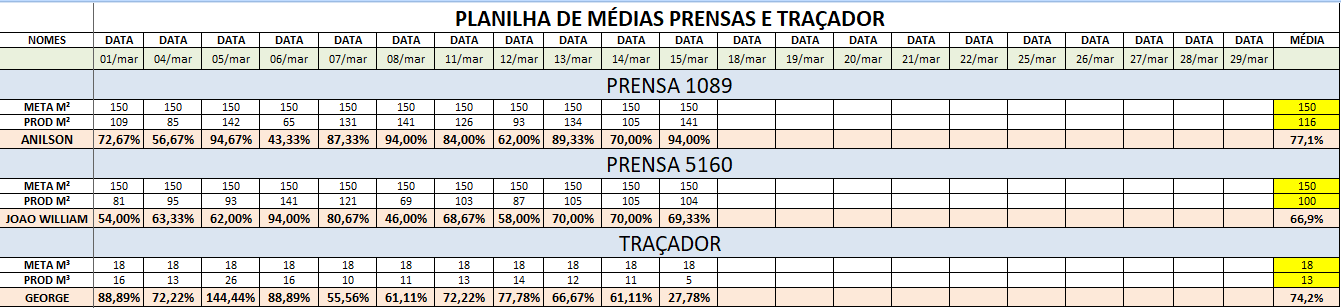 PLANILHA DE MÉDIAS PRENSAS E TRAÇADOR
NOMES DATA DATA DATA DATA DATA DATA DATA DATA DATA DATA DATA DATA DATA DATA DATA DATA DATA DATA DATA DATA DATA MÉDIA
01/mar 04/mar 05/mar 06/mar 07/mar 08/mar 11/mar 12/mar 13/mar 14/mar 15/mar 18/mar 19/mar 20/mar 21/mar 22/mar 25/mar 26/mar 27/mar 28/mar 29/mar
PRENSA 1089
META M² 150 150 150 150 150 150 150 150 150 150 150 150
PROD M² 109 85 142 65 131 141 126 93 134 105 141 116
ANILSON 72,67% 56,67% 94,67% 43,33% 87,33% 94,00% 84,00% 62,00% 89,33% 70,00% 94,00% 77,1%
PRENSA 5160
META M² 150 150 150 150 150 150 150 150 150 150 150 150
PROD M² 81 95 93 141 121 69 103 87 105 105 104 100
JOAO WILLIAM 54,00% 63,33% 62,00% 94,00% 80,67% 46,00% 68,67% 58,00% 70,00% 70,00% 69,33% 66,9%
TRAÇADOR
META M³ 18 18 18 18 18 18 18 18 18 18 18 18
PROD M³ 16 13 26 16 10 11 13 14 12 11 5 13
GEORGE 88,89% 72,22% 144,44% 88,89% 55,56% 61,11% 72,22% 77,78% 66,67% 61,11% 27,78% 74,2%